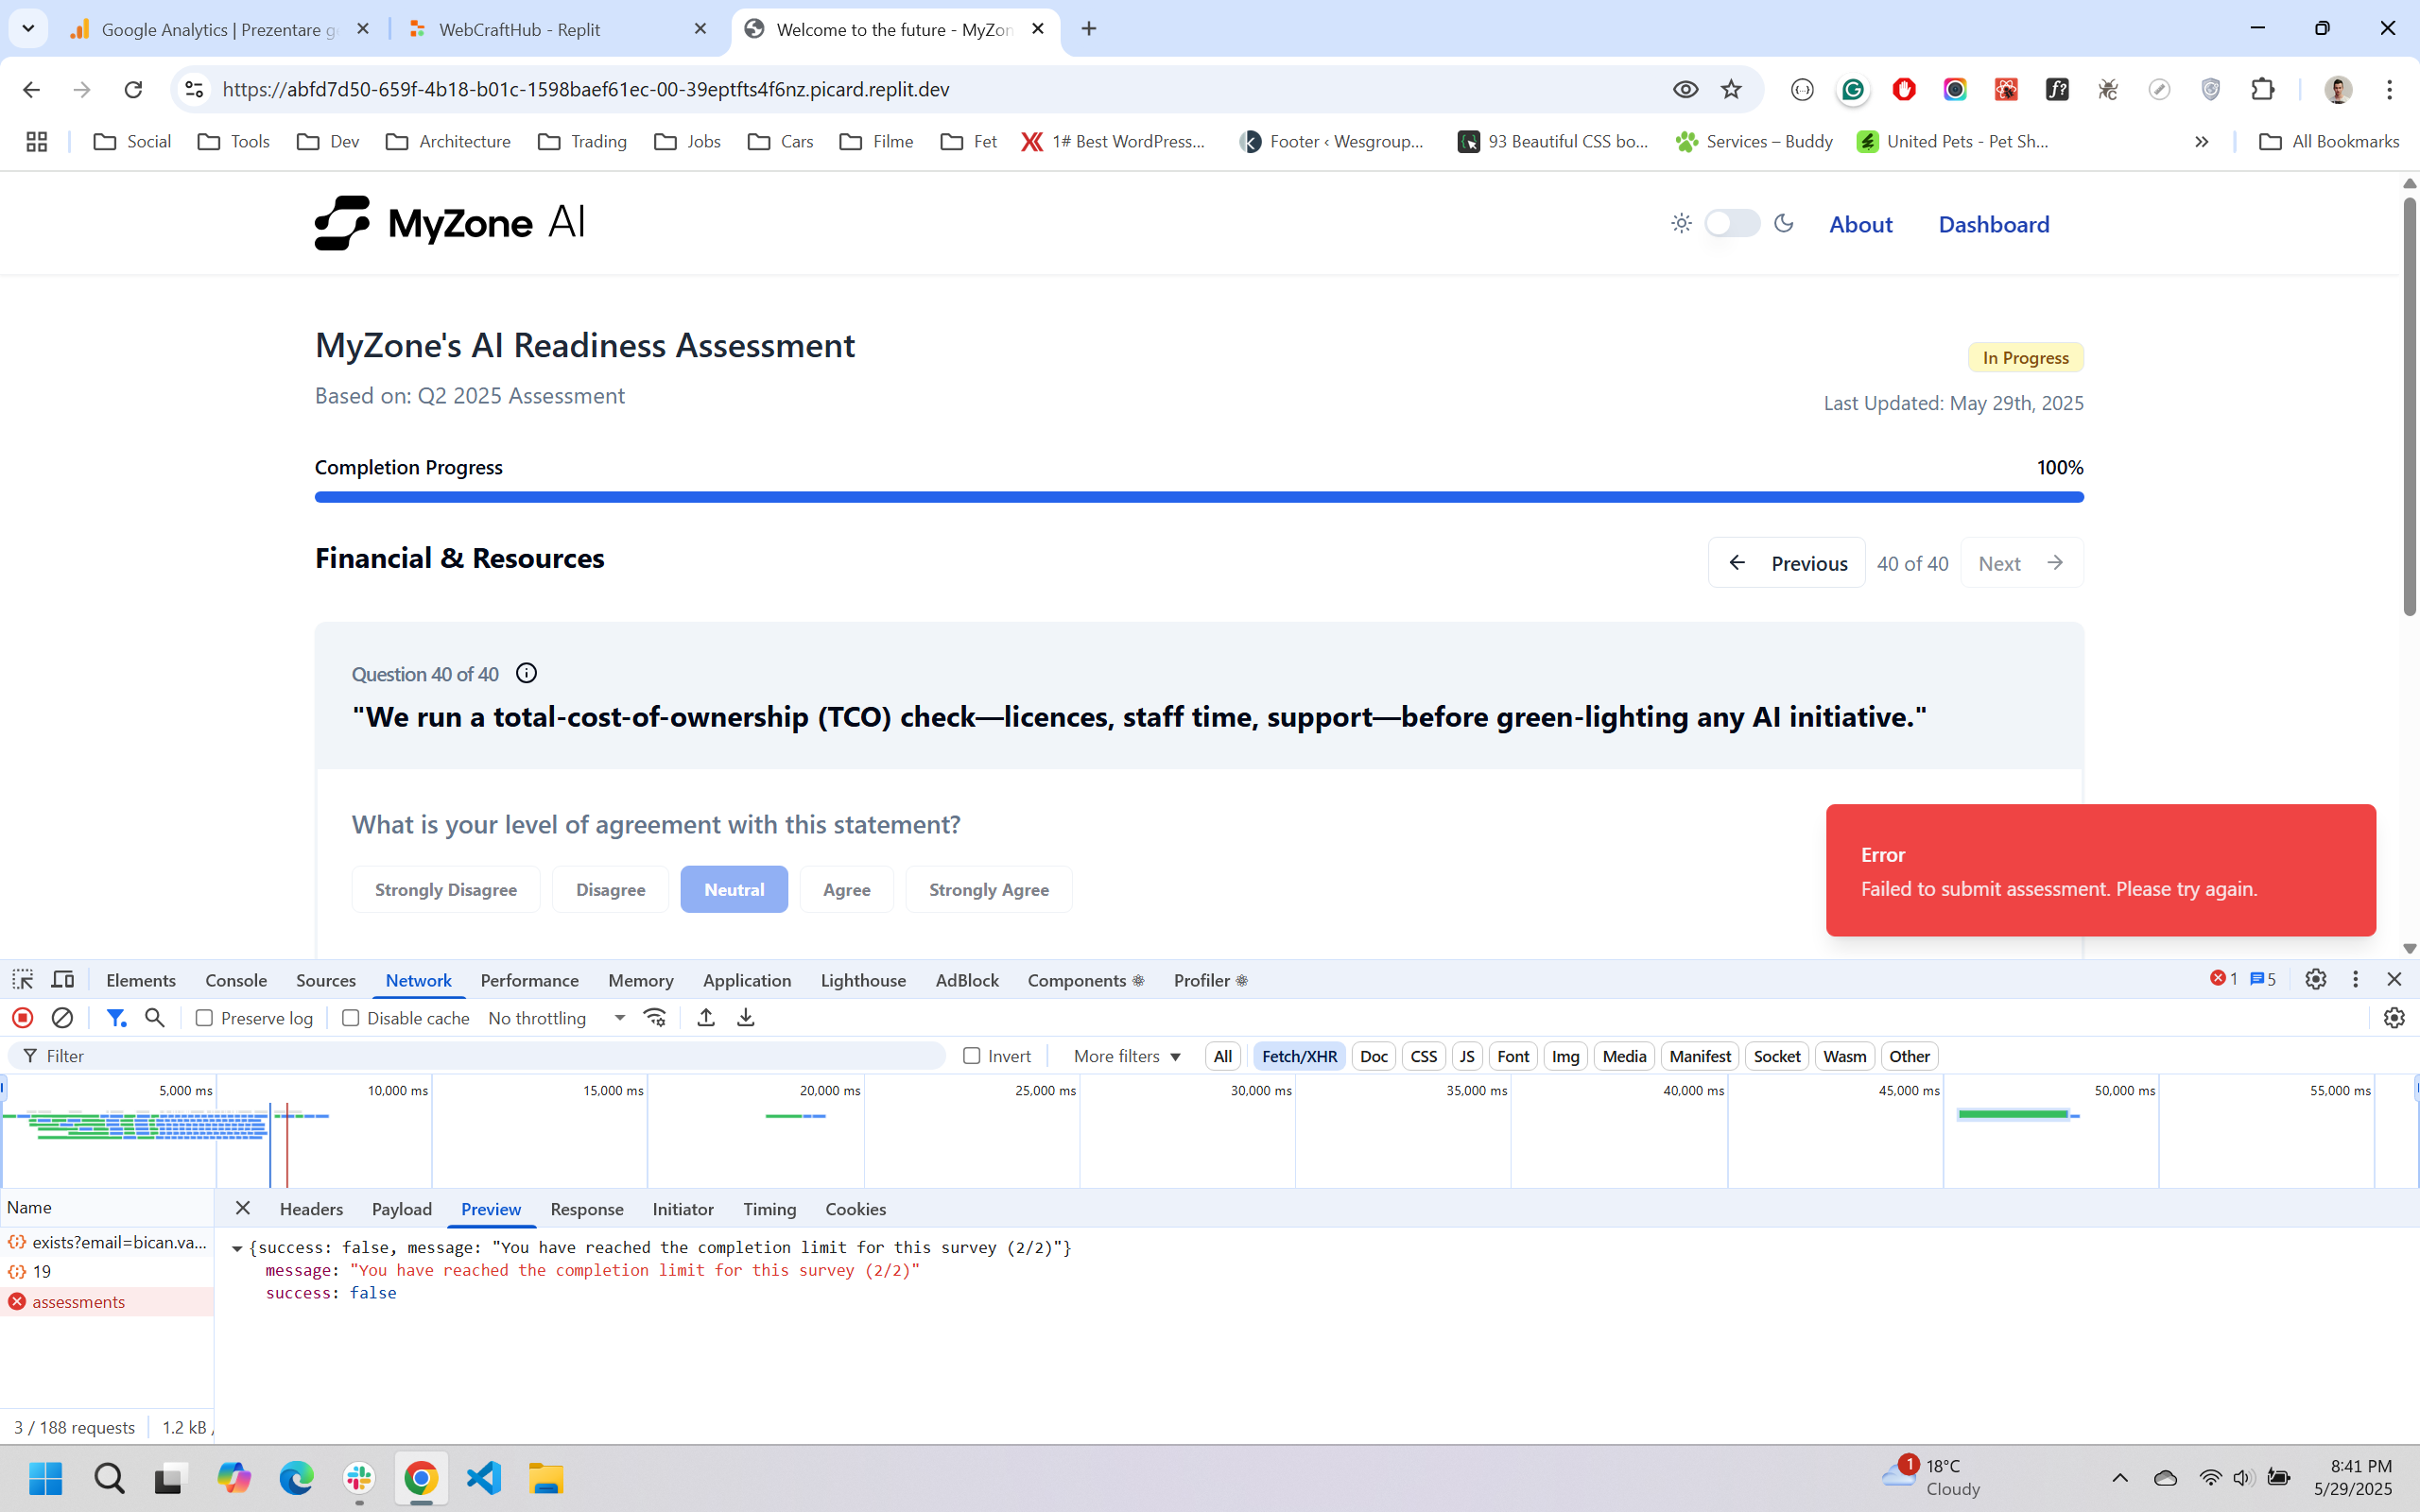 Google Analytics | Prezentare g
WebCraftHub - Replit
Welcome to the future - MyZon
https://abfd7d50-659f-4b18-b01c-1598baef61ec-00-39eptfts4f6nz.picard.replit.dev
Social
Tools
Dev
Architecture
Trading
Jobs
Cars
Filme
Fet
1# Best WordPress...
Footer ‹ Wesgroup...
93 Beautiful CSS bo...
Services – Buddy
United Pets - Pet Sh...
All Bookmarks
MyZone AI
About
Dashboard
MyZone's AI Readiness Assessment
In Progress
Based on: Q2 2025 Assessment
Last Updated: May 29th, 2025
Completion Progress
100%
Financial & Resources
Previous
40 of 40
Next
Question 40 of 40
"We run a total-cost-of-ownership (TCO) check—licences, staff time, support—before green-lighting any AI initiative."
What is your level of agreement with this statement?
Strongly Disagree
Disagree
Neutral
Agree
Strongly Agree
Error
Failed to submit assessment. Please try again.
Elements
Console
Sources
Network
Performance
Memory
Application
Lighthouse
AdBlock
Components
Profiler
1
5
Preserve log
Disable cache
No throttling
Filter
Invert
More filters
All
Fetch/XHR
Doc
CSS
JS
Font
Img
Media
Manifest
Socket
Wasm
Other
5,000 ms
10,000 ms
15,000 ms
20,000 ms
25,000 ms
30,000 ms
35,000 ms
40,000 ms
45,000 ms
50,000 ms
55,000 ms
Name
Headers
Payload
Preview
Response
Initiator
Timing
Cookies
exists?email=bican.va...
19
assessments
{success: false, message: "You have reached the completion limit for this survey (2/2)"}
message: "You have reached the completion limit for this survey (2/2)"
success: false
3 / 188 requests
1.2 kB /
1
18°C
Cloudy
8:41 PM
5/29/2025